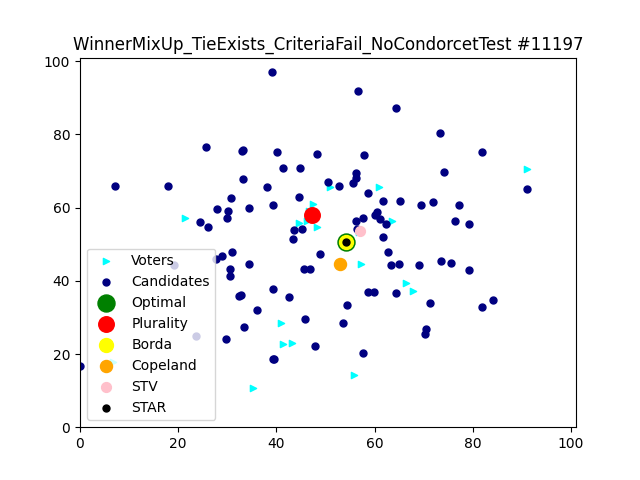 WinnerMixUp_TieExists_CriteriaFail_NoCondorcetTest #11197
100
80
60
40
20
0
Voters
Candidates
Optimal
Plurality
Borda
Copeland
STV
STAR
0 20 40 60 80 100